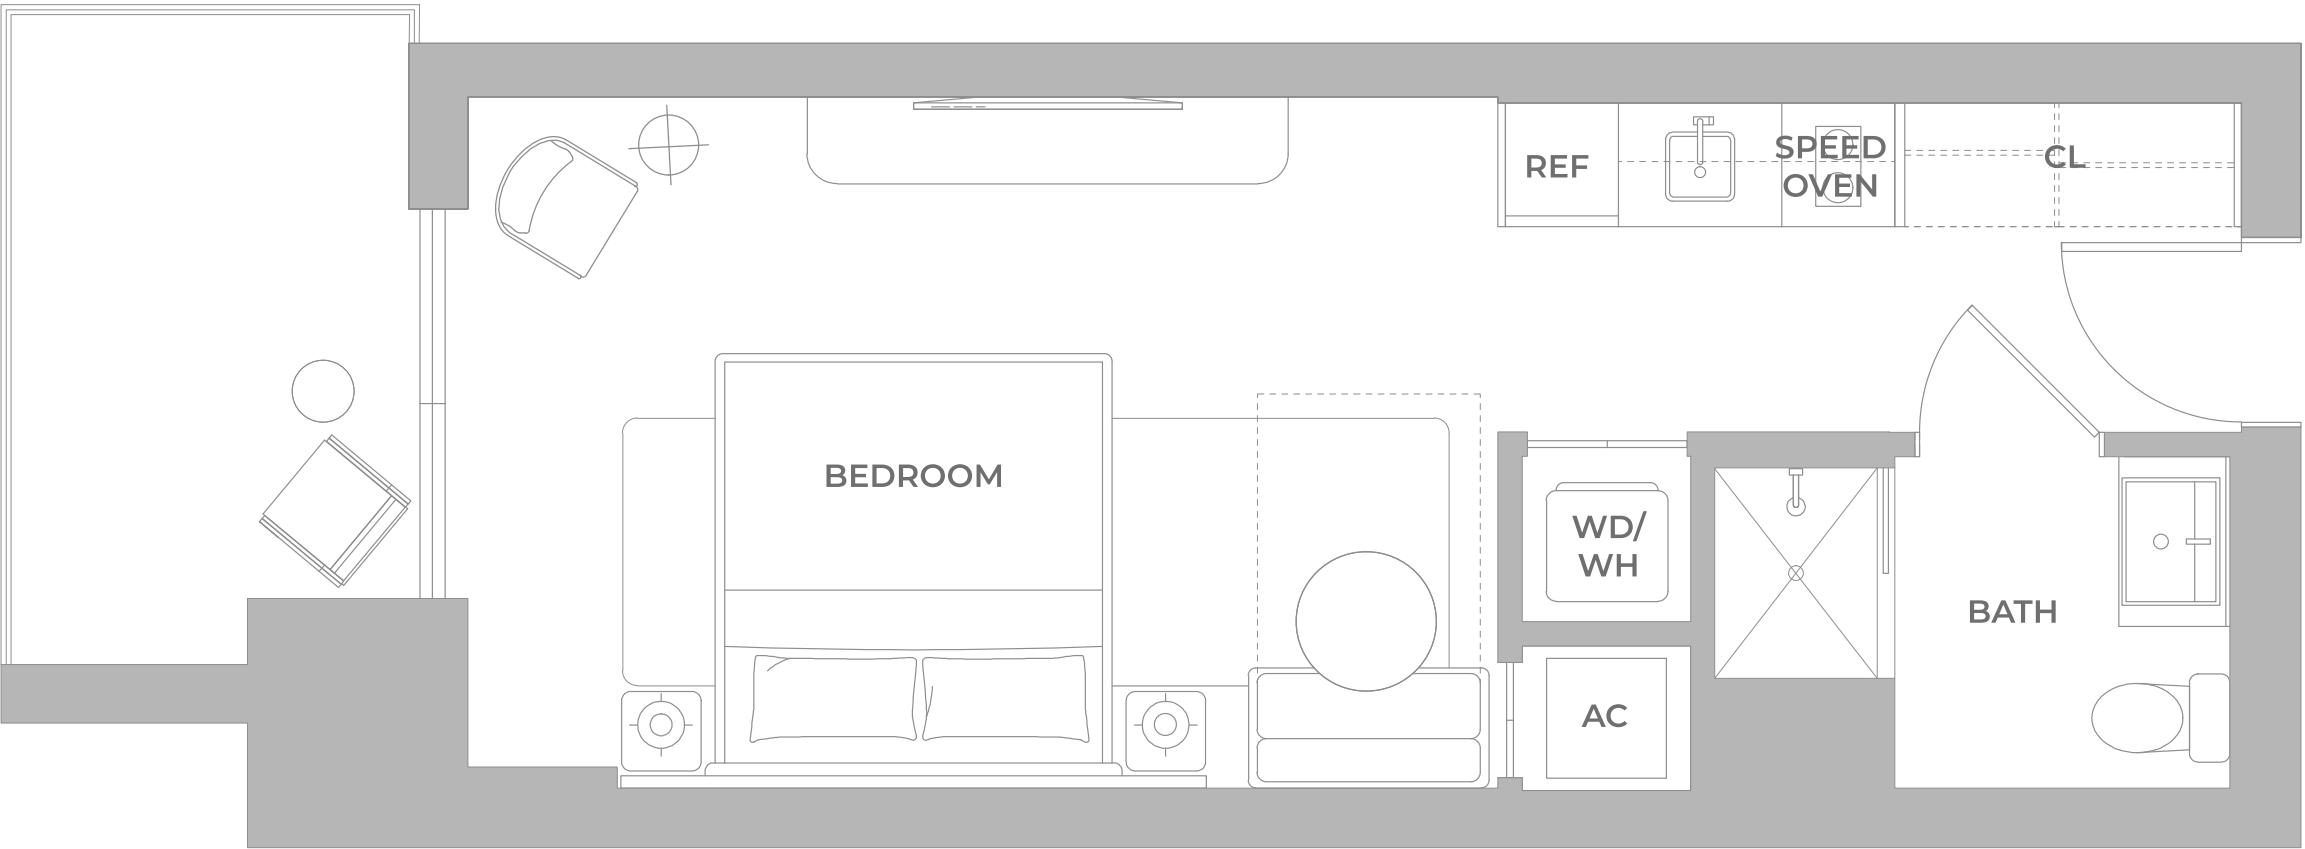 REF
SPEED
OVEN
CL
BEDROOM
WD/
WH
BATH
AC